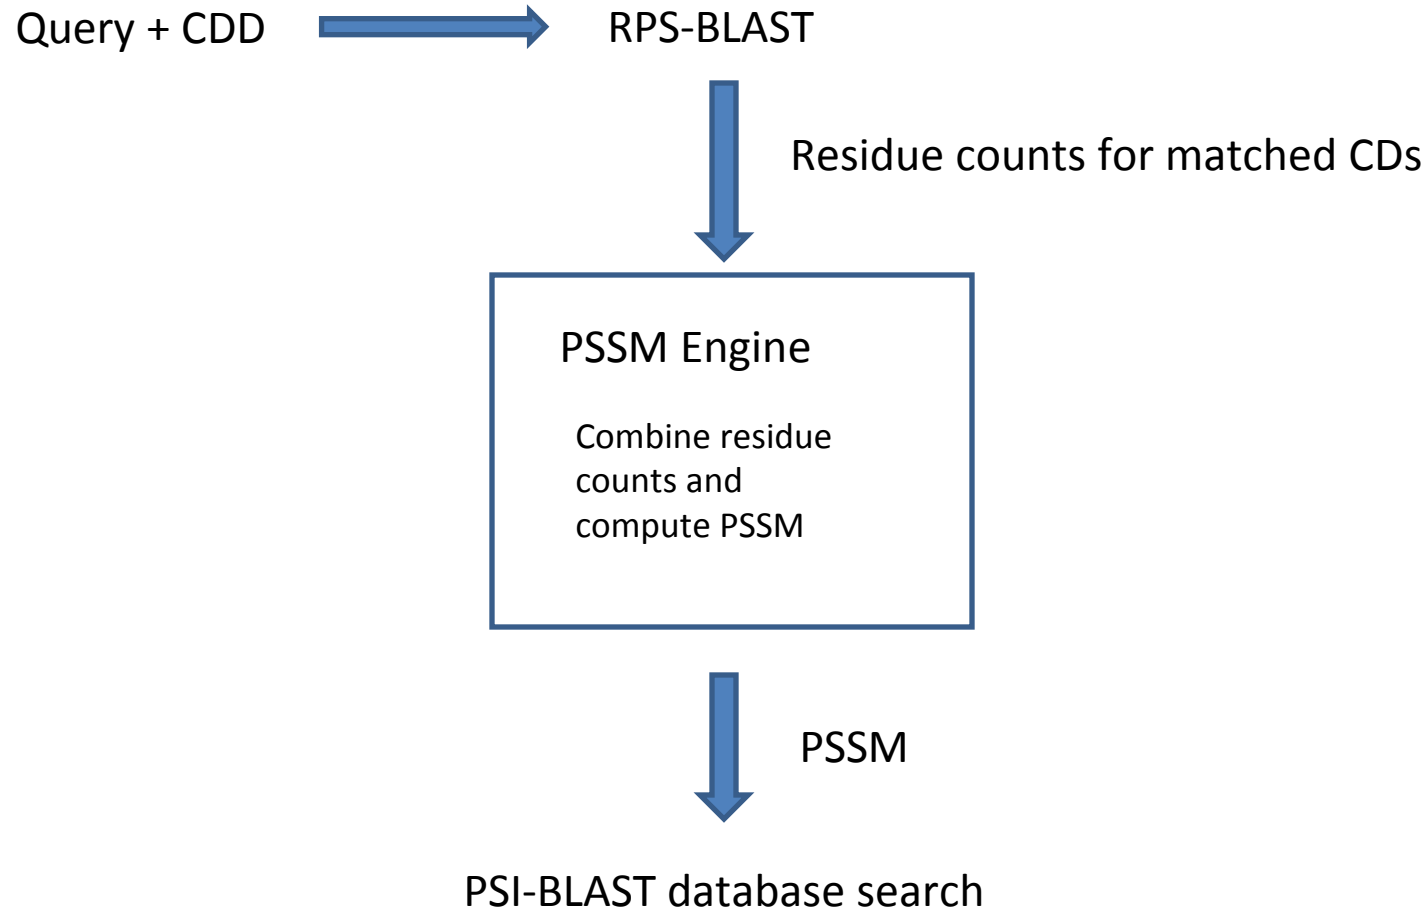 Query + CDD
RPS-BLAST
Residue counts for matched CDs
PSSM Engine
Combine residue
counts and
compute PSSM
PSSM
PSI-BLAST database search